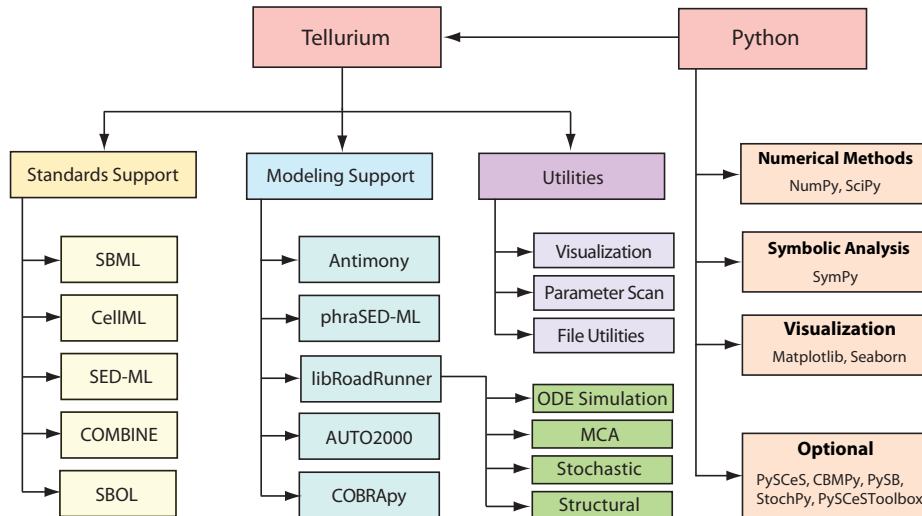 Tellurium
Python
Standards Support
SBML
CellML
SED-ML
COMBINE
SBOL
Modeling Support
Antimony
phraSED-ML
libRoadRunner
AUTO2000
COBRApy
Utilities
Visualization
Parameter Scan
File Utilities
ODE Simulation
MCA
Stochastic
Structural
Numerical Methods
NumPy, SciPy
Symbolic Analysis
SymPy
Visualization
Matplotlib, Seaborn
Optional
PySCeS, CBMPy, PySB,
StochPy, PySCeSToolbox